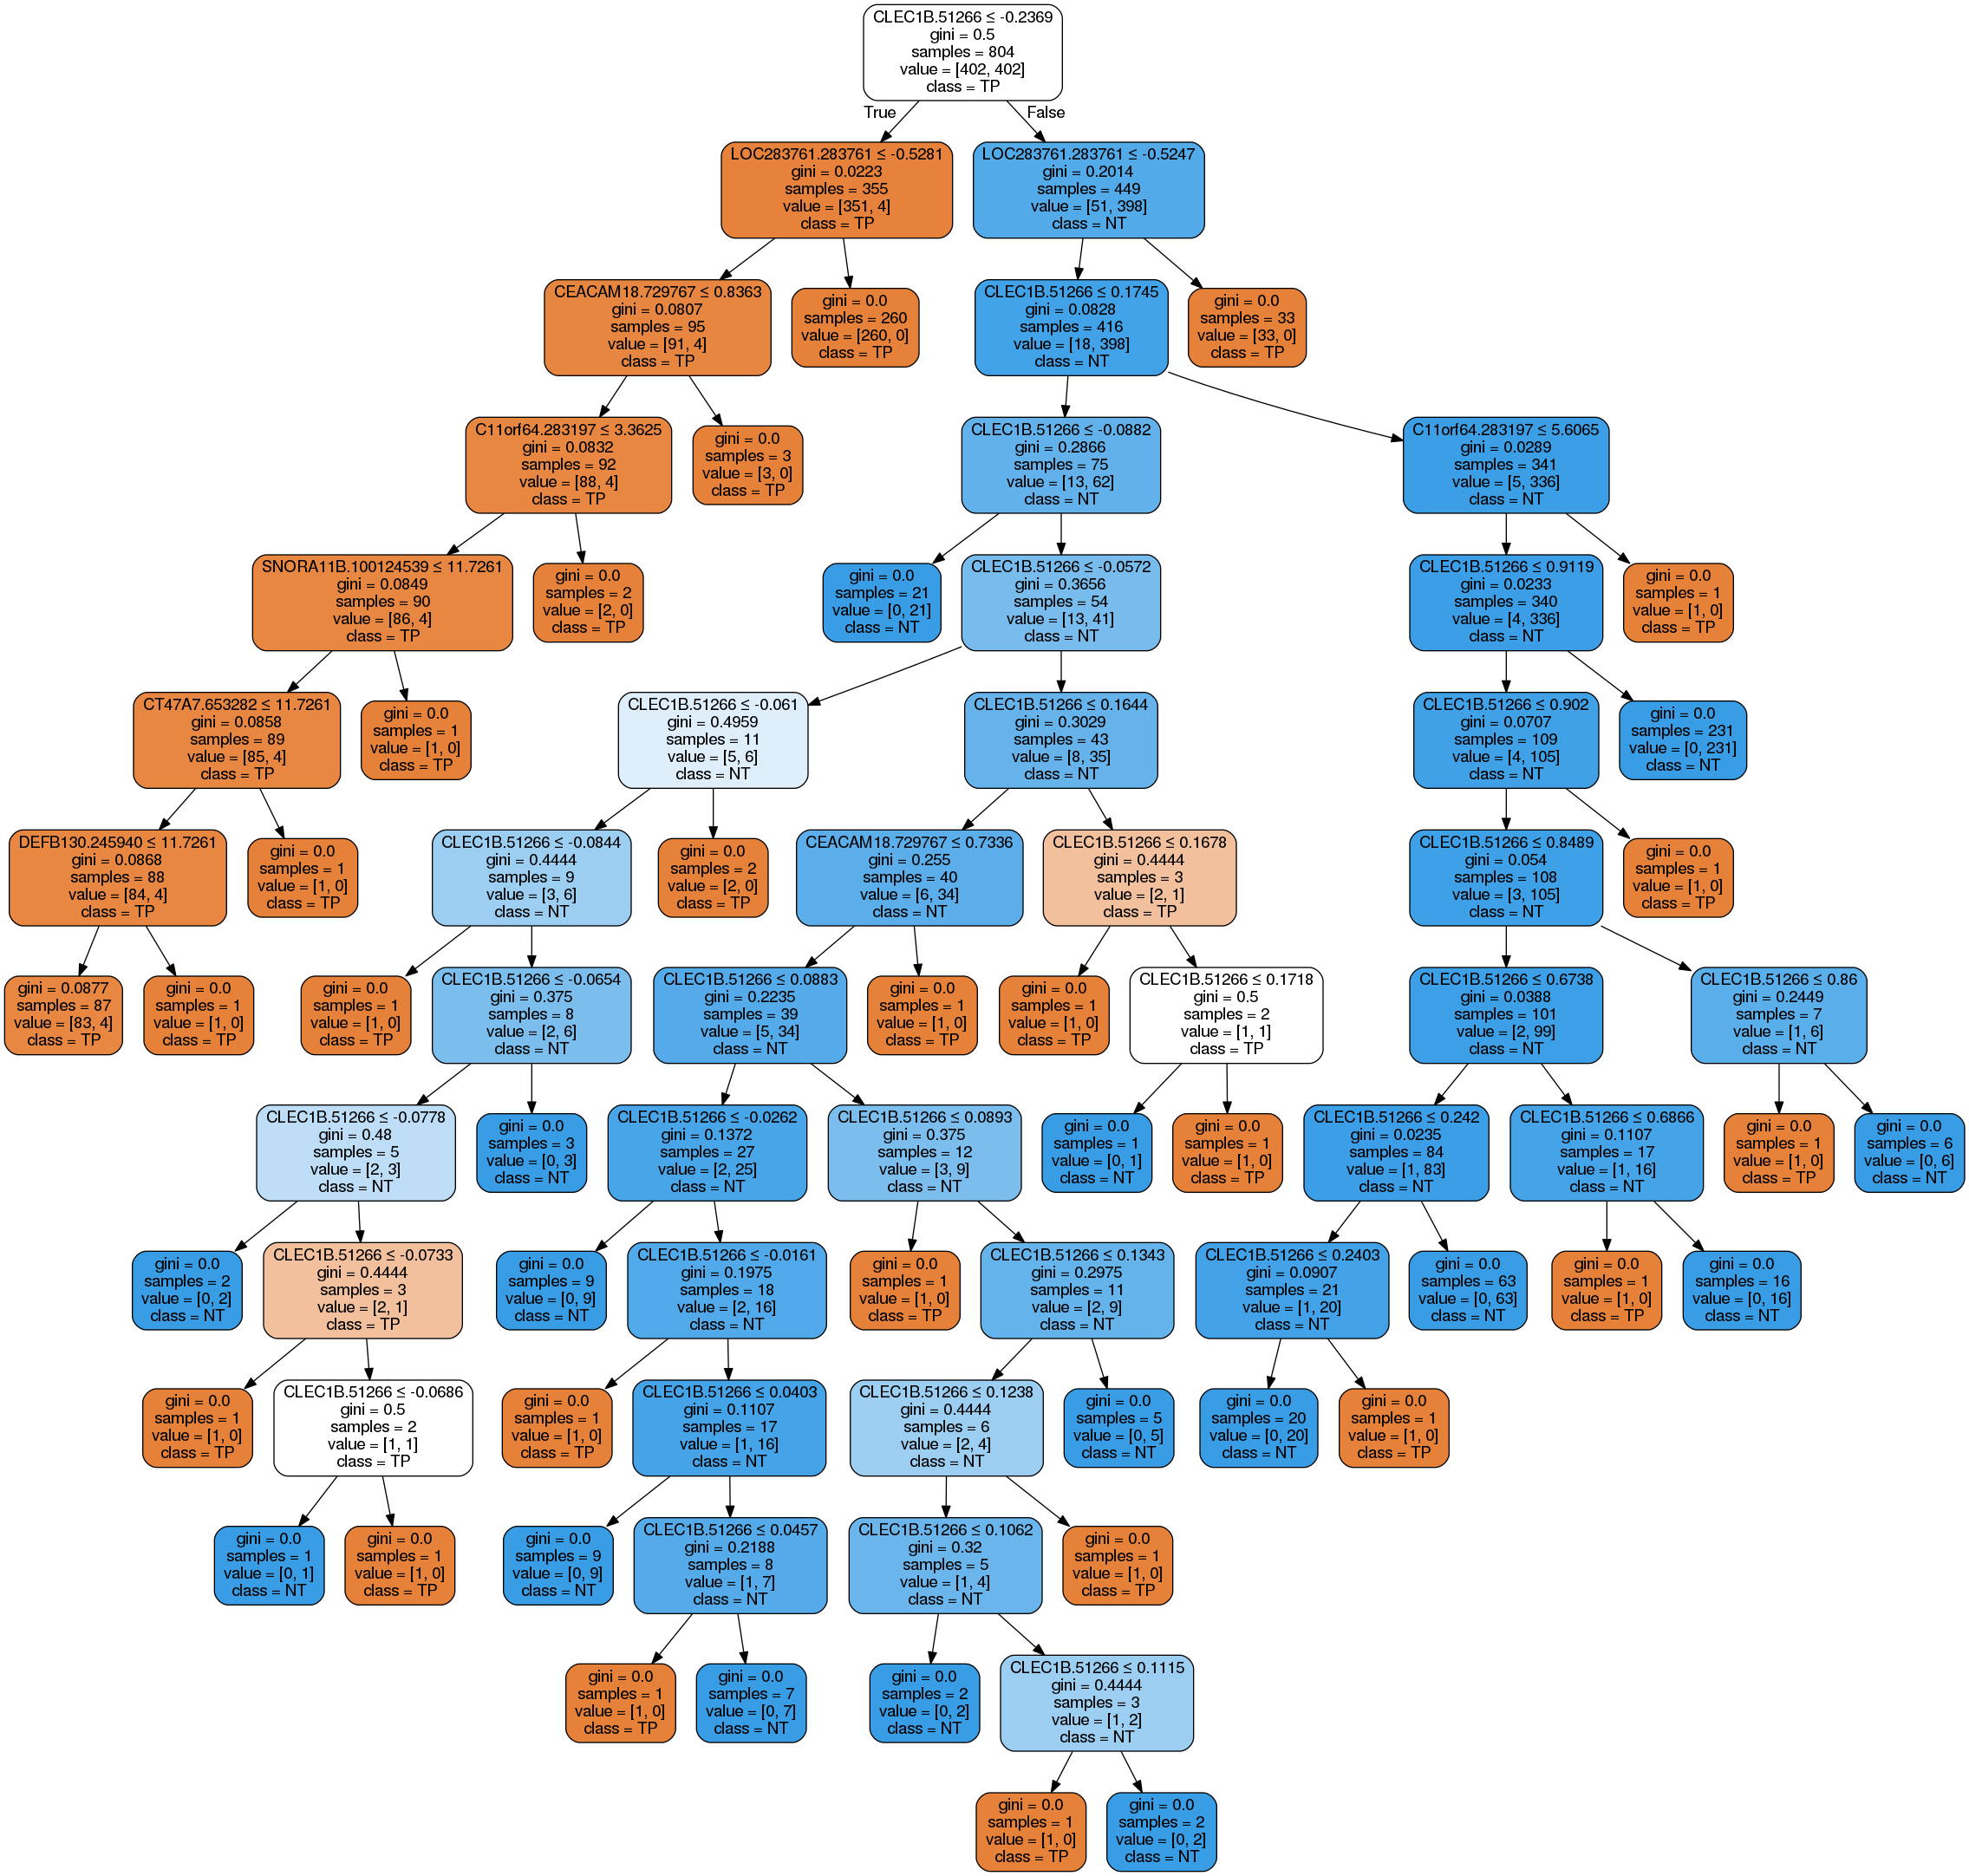 CLEC1B.51266 ≤ -0.2369
gini = 0.5
samples = 804
value = [402, 402]
class = TP
True
False
LOC283761.283761 ≤ -0.5281
gini = 0.0223
samples = 355
value = [351, 4]
class = TP
LOC283761.283761 ≤ -0.5247
gini = 0.2014
samples = 449
value = [51, 398]
class = NT
CEACAM18.729767 ≤ 0.8363
gini = 0.0807
samples = 95
value = [91, 4]
class = TP
gini = 0.0
samples = 260
value = [260, 0]
class = TP
CLEC1B.51266 ≤ 0.1745
gini = 0.0828
samples = 416
value = [18, 398]
class = NT
gini = 0.0
samples = 33
value = [33, 0]
class = TP
C11orf64.283197 ≤ 3.3625
gini = 0.0832
samples = 92
value = [88, 4]
class = TP
gini = 0.0
samples = 3
value = [3, 0]
class = TP
CLEC1B.51266 ≤ -0.0882
gini = 0.2866
samples = 75
value = [13, 62]
class = NT
C11orf64.283197 ≤ 5.6065
gini = 0.0289
samples = 341
value = [5, 336]
class = NT
SNORA11B.100124539 ≤ 11.7261
gini = 0.0849
samples = 90
value = [86, 4]
class = TP
gini = 0.0
samples = 2
value = [2, 0]
class = TP
gini = 0.0
samples = 21
value = [0, 21]
class = NT
CLEC1B.51266 ≤ -0.0572
gini = 0.3656
samples = 54
value = [13, 41]
class = NT
CLEC1B.51266 ≤ 0.9119
gini = 0.0233
samples = 340
value = [4, 336]
class = NT
gini = 0.0
samples = 1
value = [1, 0]
class = TP
CT47A7.653282 ≤ 11.7261
gini = 0.0858
samples = 89
value = [85, 4]
class = TP
gini = 0.0
samples = 1
value = [1, 0]
class = TP
CLEC1B.51266 ≤ -0.061
gini = 0.4959
samples = 11
value = [5, 6]
class = NT
CLEC1B.51266 ≤ 0.1644
gini = 0.3029
samples = 43
value = [8, 35]
class = NT
CLEC1B.51266 ≤ 0.902
gini = 0.0707
samples = 109
value = [4, 105]
class = NT
gini = 0.0
samples = 231
value = [0, 231]
class = NT
DEFB130.245940 ≤ 11.7261
gini = 0.0868
samples = 88
value = [84, 4]
class = TP
gini = 0.0
samples = 1
value = [1, 0]
class = TP
CLEC1B.51266 ≤ -0.0844
gini = 0.4444
samples = 9
value = [3, 6]
class = NT
gini = 0.0
samples = 2
value = [2, 0]
class = TP
CEACAM18.729767 ≤ 0.7336
gini = 0.255
samples = 40
value = [6, 34]
class = NT
CLEC1B.51266 ≤ 0.1678
gini = 0.4444
samples = 3
value = [2, 1]
class = TP
CLEC1B.51266 ≤ 0.8489
gini = 0.054
samples = 108
value = [3, 105]
class = NT
gini = 0.0
samples = 1
value = [1, 0]
class = TP
gini = 0.0877
samples = 87
value = [83, 4]
class = TP
gini = 0.0
samples = 1
value = [1, 0]
class = TP
gini = 0.0
samples = 1
value = [1, 0]
class = TP
CLEC1B.51266 ≤ -0.0654
gini = 0.375
samples = 8
value = [2, 6]
class = NT
CLEC1B.51266 ≤ 0.0883
gini = 0.2235
samples = 39
value = [5, 34]
class = NT
gini = 0.0
samples = 1
value = [1, 0]
class = TP
gini = 0.0
samples = 1
value = [1, 0]
class = TP
CLEC1B.51266 ≤ 0.1718
gini = 0.5
samples = 2
value = [1, 1]
class = TP
CLEC1B.51266 ≤ 0.6738
gini = 0.0388
samples = 101
value = [2, 99]
class = NT
CLEC1B.51266 ≤ 0.86
gini = 0.2449
samples = 7
value = [1, 6]
class = NT
CLEC1B.51266 ≤ -0.0778
gini = 0.48
samples = 5
value = [2, 3]
class = NT
gini = 0.0
samples = 3
value = [0, 3]
class = NT
CLEC1B.51266 ≤ -0.0262
gini = 0.1372
samples = 27
value = [2, 25]
class = NT
CLEC1B.51266 ≤ 0.0893
gini = 0.375
samples = 12
value = [3, 9]
class = NT
gini = 0.0
samples = 1
value = [0, 1]
class = NT
gini = 0.0
samples = 1
value = [1, 0]
class = TP
CLEC1B.51266 ≤ 0.242
gini = 0.0235
samples = 84
value = [1, 83]
class = NT
CLEC1B.51266 ≤ 0.6866
gini = 0.1107
samples = 17
value = [1, 16]
class = NT
gini = 0.0
samples = 1
value = [1, 0]
class = TP
gini = 0.0
samples = 6
value = [0, 6]
class = NT
gini = 0.0
samples = 2
value = [0, 2]
class = NT
CLEC1B.51266 ≤ -0.0733
gini = 0.4444
samples = 3
value = [2, 1]
class = TP
gini = 0.0
samples = 9
value = [0, 9]
class = NT
CLEC1B.51266 ≤ -0.0161
gini = 0.1975
samples = 18
value = [2, 16]
class = NT
gini = 0.0
samples = 1
value = [1, 0]
class = TP
CLEC1B.51266 ≤ 0.1343
gini = 0.2975
samples = 11
value = [2, 9]
class = NT
CLEC1B.51266 ≤ 0.2403
gini = 0.0907
samples = 21
value = [1, 20]
class = NT
gini = 0.0
samples = 63
value = [0, 63]
class = NT
gini = 0.0
samples = 1
value = [1, 0]
class = TP
gini = 0.0
samples = 16
value = [0, 16]
class = NT
gini = 0.0
samples = 1
value = [1, 0]
class = TP
CLEC1B.51266 ≤ -0.0686
gini = 0.5
samples = 2
value = [1, 1]
class = TP
gini = 0.0
samples = 1
value = [1, 0]
class = TP
CLEC1B.51266 ≤ 0.0403
gini = 0.1107
samples = 17
value = [1, 16]
class = NT
CLEC1B.51266 ≤ 0.1238
gini = 0.4444
samples = 6
value = [2, 4]
class = NT
gini = 0.0
samples = 5
value = [0, 5]
class = NT
gini = 0.0
samples = 20
value = [0, 20]
class = NT
gini = 0.0
samples = 1
value = [1, 0]
class = TP
gini = 0.0
samples = 1
value = [0, 1]
class = NT
gini = 0.0
samples = 1
value = [1, 0]
class = TP
gini = 0.0
samples = 9
value = [0, 9]
class = NT
CLEC1B.51266 ≤ 0.0457
gini = 0.2188
samples = 8
value = [1, 7]
class = NT
CLEC1B.51266 ≤ 0.1062
gini = 0.32
samples = 5
value = [1, 4]
class = NT
gini = 0.0
samples = 1
value = [1, 0]
class = TP
gini = 0.0
samples = 1
value = [1, 0]
class = TP
gini = 0.0
samples = 7
value = [0, 7]
class = NT
gini = 0.0
samples = 2
value = [0, 2]
class = NT
CLEC1B.51266 ≤ 0.1115
gini = 0.4444
samples = 3
value = [1, 2]
class = NT
gini = 0.0
samples = 1
value = [1, 0]
class = TP
gini = 0.0
samples = 2
value = [0, 2]
class = NT